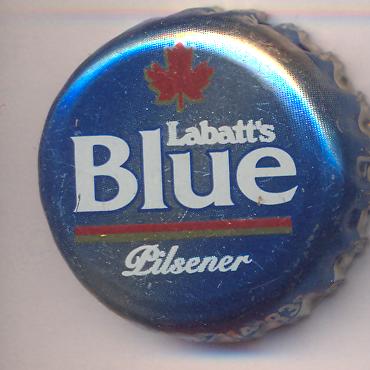 Labatt's
Blue
Pilsener